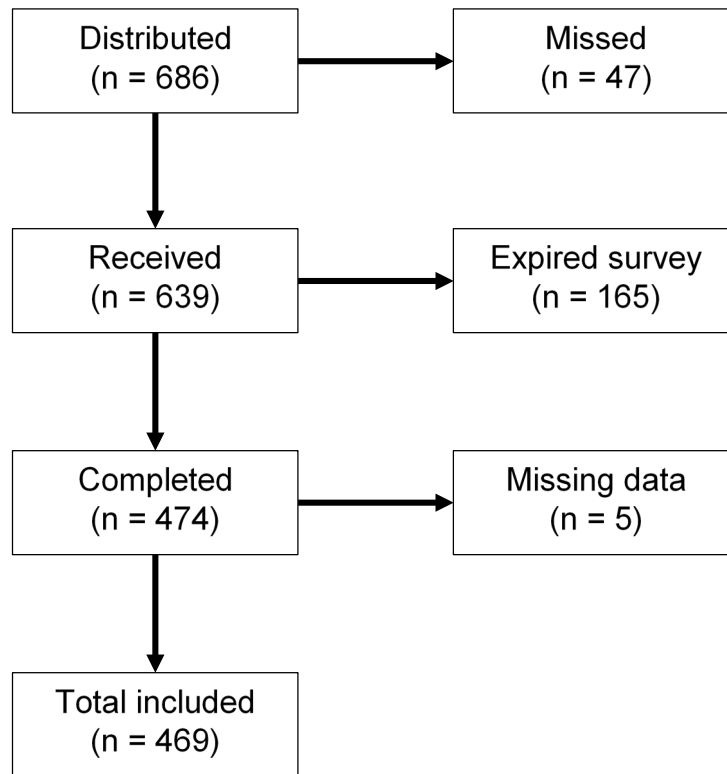 Distributed
(n = 686)
Missed
(n = 47)
Received
(n = 639)
Expired survey
(n = 165)
Completed
(n = 474)
Missing data
(n = 5)
Total included
(n = 469)